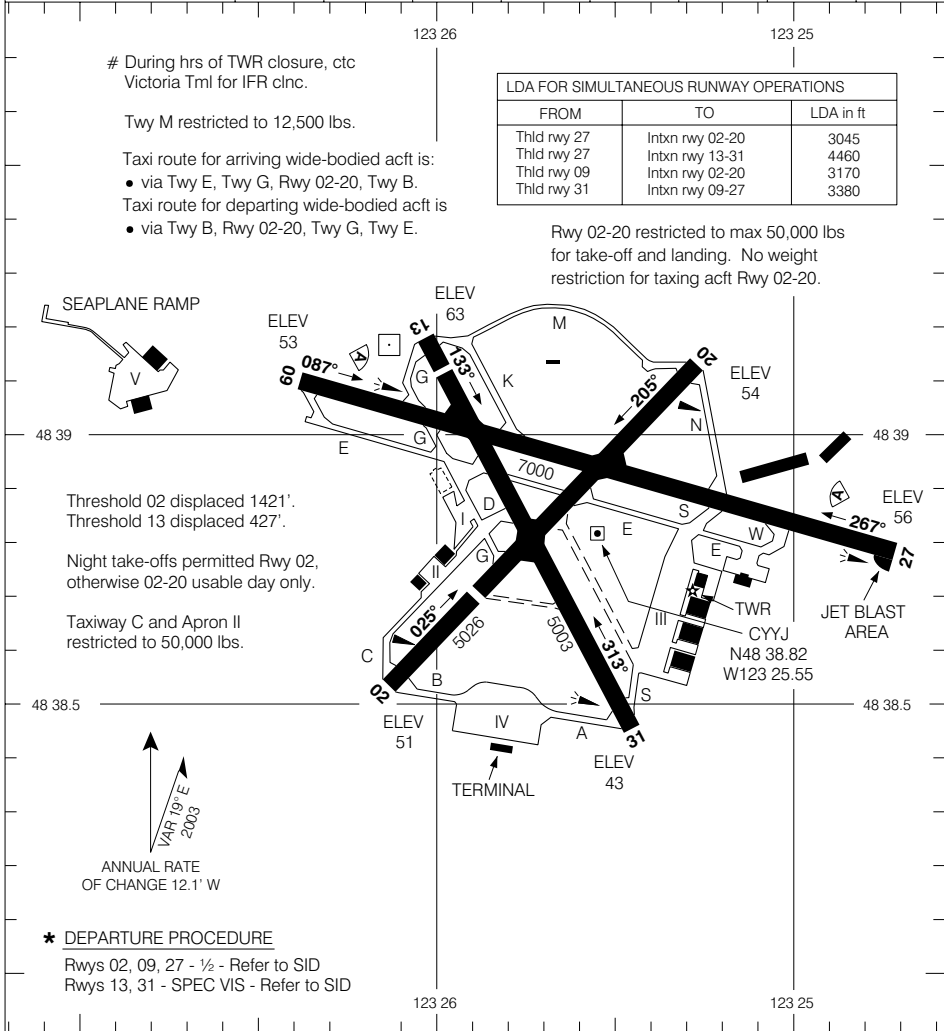 123 26
123 25
# During hrs of TWR closure, ctc
Victoria Tml for IFR clnc.
Twy M restricted to 12,500 lbs.
Taxi route for arriving wide-bodied acft is:
• via Twy E, Twy G, Rwy 02-20, Twy B.
Taxi route for departing wide-bodied acft is
• via Twy B, Rwy 02-20, Twy G, Twy E.
LDA FOR SIMULTANEOUS RUNWAY OPERATIONS
FROM TO LDA in ft
Thld rwy 27 Intxn rwy 02-20 3045
Thld rwy 27 Intxn rwy 13-31 4460
Thld rwy 09 Intxn rwy 02-20 3170
Thld rwy 31 Intxn rwy 09-27 3380
Rwy 02-20 restricted to max 50,000 lbs
for take-off and landing. No weight
restriction for taxing acft Rwy 02-20.
SEAPLANE RAMP
V
ELEV
53
ELEV
63
ELEV
54
ELEV
56
09
087°
A
13
133°
G
K
M
20
205°
N
48 39
48 39
E
G
7000
D
I
II
G
E
S
W
E
A
267°
27
JET BLAST
AREA
TWR
III
CYYJ
N48 38.82
W123 25.55
Threshold 02 displaced 1421'.
Threshold 13 displaced 427'.
Night take-offs permitted Rwy 02,
otherwise 02-20 usable day only.
Taxiway C and Apron II
restricted to 50,000 lbs.
025°
5026
5003
313°
C
B
02
S
31
A
IV
48 38.5
48 38.5
ELEV
51
ELEV
43
TERMINAL
VAR 19° E
2003
ANNUAL RATE
OF CHANGE 12.1' W
* DEPARTURE PROCEDURE
Rwys 02, 09, 27 - ½ - Refer to SID
Rwys 13, 31 - SPEC VIS - Refer to SID
123 26
123 25